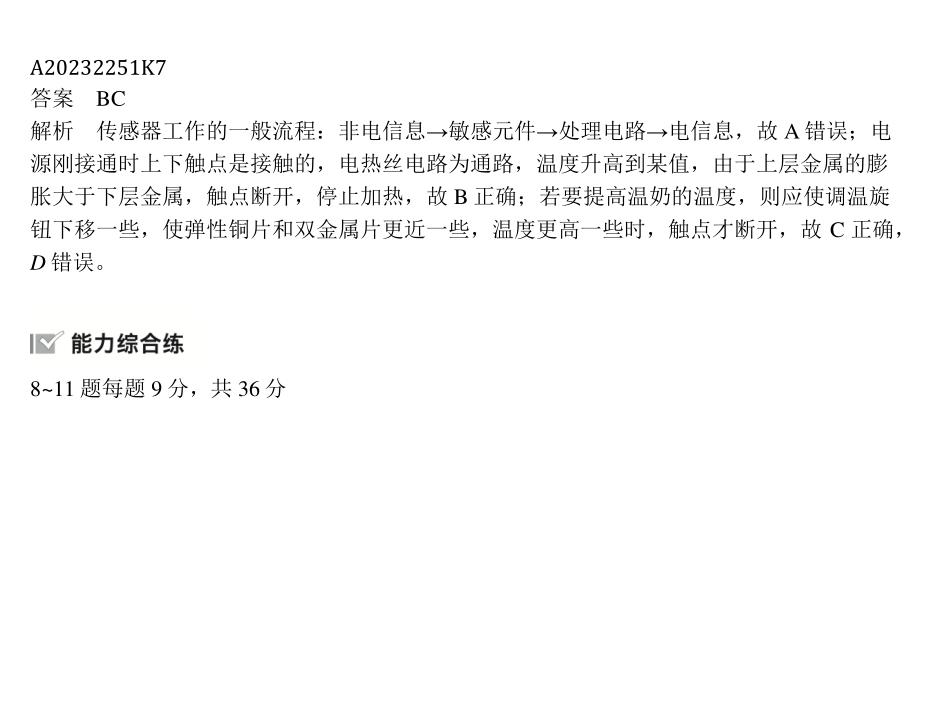 A20232251K7
答案　BC
解析　传感器工作的一般流程：非电信息→敏感元件→处理电路→电信息，故 A 错误；电
源刚接通时上下触点是接触的，电热丝电路为通路，温度升高到某值，由于上层金属的膨
胀大于下层金属，触点断开，停止加热，故 B 正确；若要提高温奶的温度，则应使调温旋
钮下移一些，使弹性铜片和双金属片更近一些，温度更高一些时，触点才断开，故 C 正确，
D 错误。
能力综合练
8~11 题每题 9 分，共 36 分